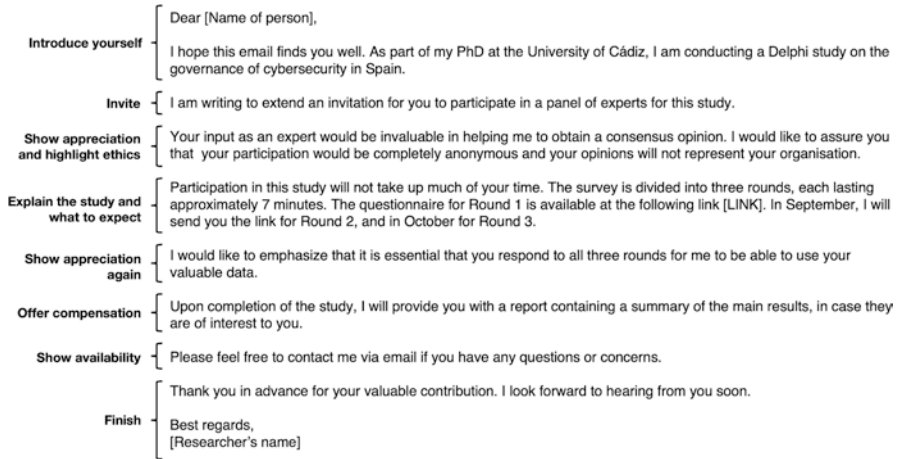 Introduce yourself
Dear [Name of person],
I hope this email finds you well. As part of my PhD at the University of Cádiz, I am conducting a Delphi study on the
governance of cybersecurity in Spain.
Invite
I am writing to extend an invitation for you to participate in a panel of experts for this study.
Show appreciation
and highlight ethics
Your input as an expert would be invaluable in helping me to obtain a consensus opinion. I would like to assure you
that your participation would be completely anonymous and your opinions will not represent your organisation.
Explain the study and
what to expect
Participation in this study will not take up much of your time. The survey is divided into three rounds, each lasting
approximately 7 minutes. The questionnaire for Round 1 is available at the following link [LINK]. In September, I will
send you the link for Round 2, and in October for Round 3.
Show appreciation
again
I would like to emphasize that it is essential that you respond to all three rounds for me to be able to use your
valuable data.
Offer compensation
Upon completion of the study, I will provide you with a report containing a summary of the main results, in case they
are of interest to you.
Show availability
Please feel free to contact me via email if you have any questions or concerns.
Finish
Thank you in advance for your valuable contribution. I look forward to hearing from you soon.
Best regards,
[Researcher's name]